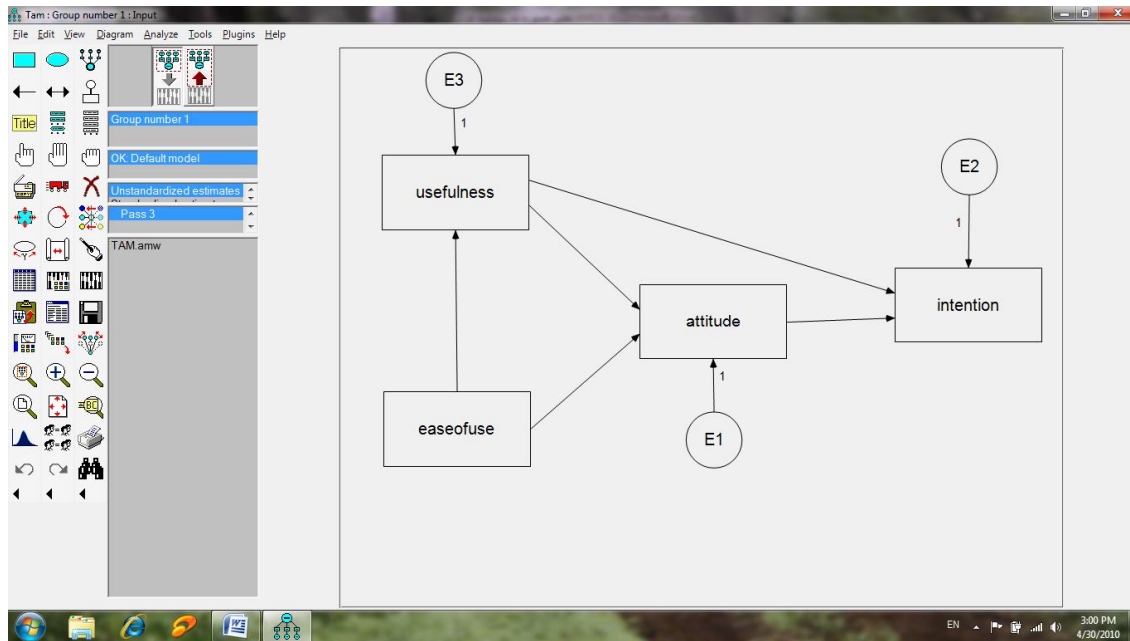 Tam : Group number 1 : Input
File Edit View Diagram Analyze Tools Plugins Help
Title
Group number 1
OK: Default model
Unstandardized estimates
Pass 3
TAM.amw
E3
1
usefulness
E2
1
intention
attitude
1
easeofuse
E1
EN
3:00 PM
4/30/2010